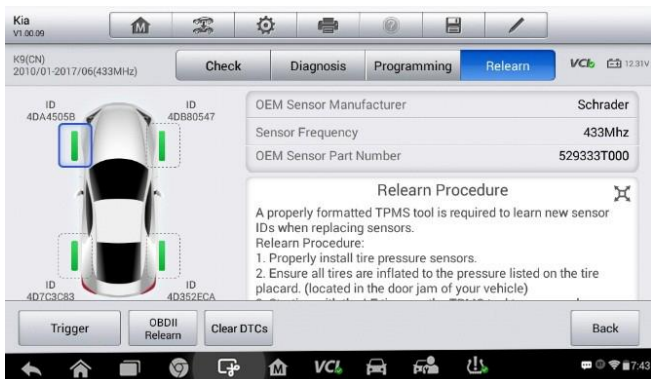 Kia
V1.00.09
K9(CN)
2010/01-2017/06(433MHz)
Check
Diagnosis
Programming
Relearn
VCI
12.31V
ID
4DA4505B
ID
4DB80547
ID
4D7C3C83
ID
4D352ECA
OEM Sensor Manufacturer
Schrader
Sensor Frequency
433Mhz
OEM Sensor Part Number
529333T000
Relearn Procedure
A properly formatted TPMS tool is required to learn new sensor
IDs when replacing sensors.
Relearn Procedure:
1. Properly install tire pressure sensors.
2. Ensure all tires are inflated to the pressure listed on the tire
placard. (located in the door jam of your vehicle)
Trigger
OBDII
Relearn
Clear DTCs
Back
M
VCI
7:43